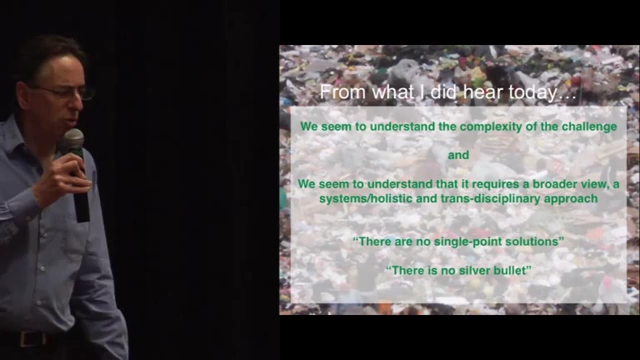 From what I did hear today…
We seem to understand the complexity of the challenge
and
We seem to understand that it requires a broader view, a
systems/holistic and trans-disciplinary approach
“There are no single-point solutions”
“There is no silver bullet”